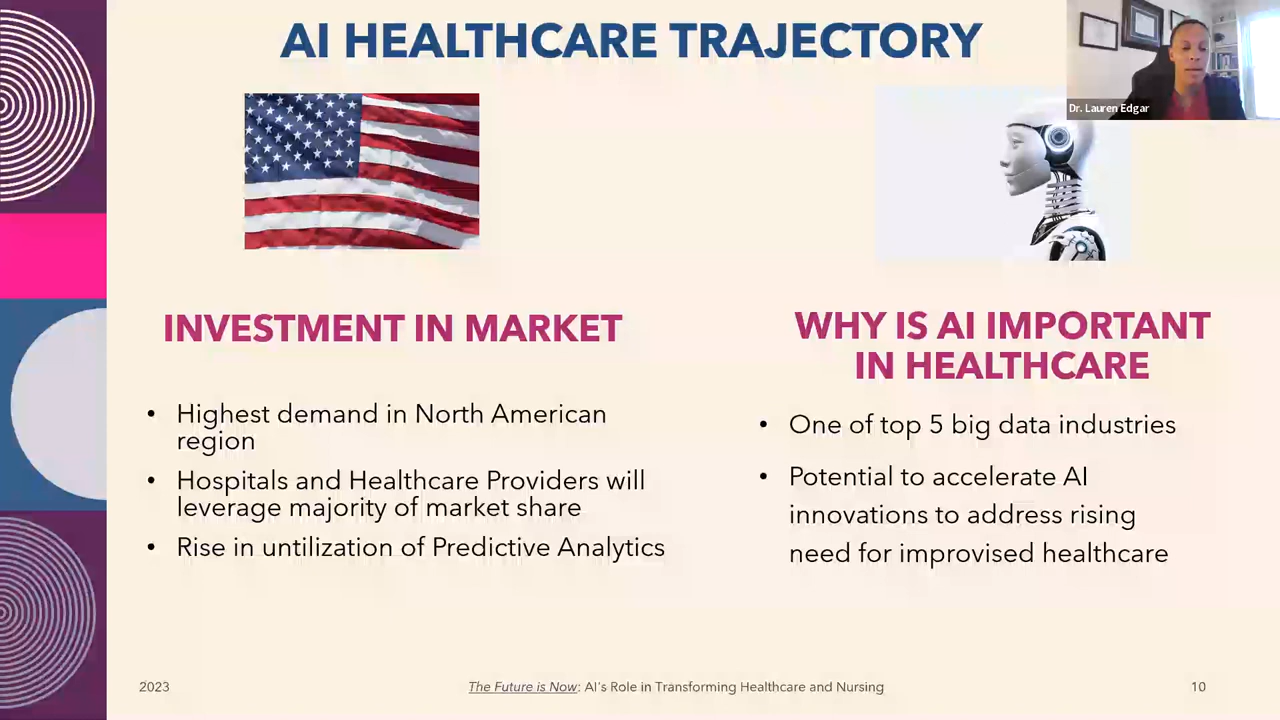 AI HEALTHCARE TRAJECTORY
Dr. Lauren Edgar
INVESTMENT IN MARKET
• Highest demand in North American
region
• Hospitals and Healthcare Providers will
leverage majority of market share
• Rise in untilization of Predictive Analytics
WHY IS AI IMPORTANT
IN HEALTHCARE
• One of top 5 big data industries
• Potential to accelerate AI
innovations to address rising
need for improvised healthcare
2023
The Future is Now: AI's Role in Transforming Healthcare and Nursing
10